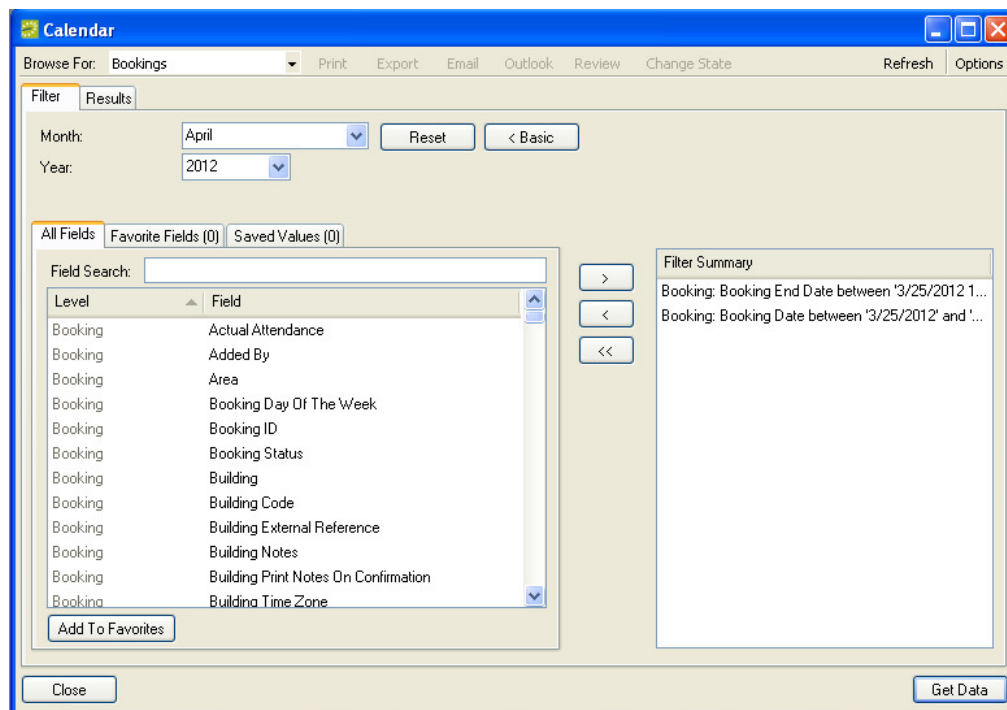 Calendar
Browse For: Bookings Print Export Email Outlook Review Change State Refresh Options
Filter Results
Month: April Reset < Basic
Year: 2012
All Fields Favorite Fields (0) Saved Values (0)
Field Search:
> Filter Summary
Level Field
Booking: Booking End Date between '3/25/2012 1...
Booking Actual Attendance
< Booking: Booking Date between '3/25/2012' and '...
Booking Added By
<<
Booking Area
Booking Booking Day Of The Week
Booking Booking ID
Booking Booking Status
Booking Building
Booking Building Code
Booking Building External Reference
Booking Building Notes
Booking Building Print Notes On Confirmation
Booking Building Time Zone
Add To Favorites
Close Get Data